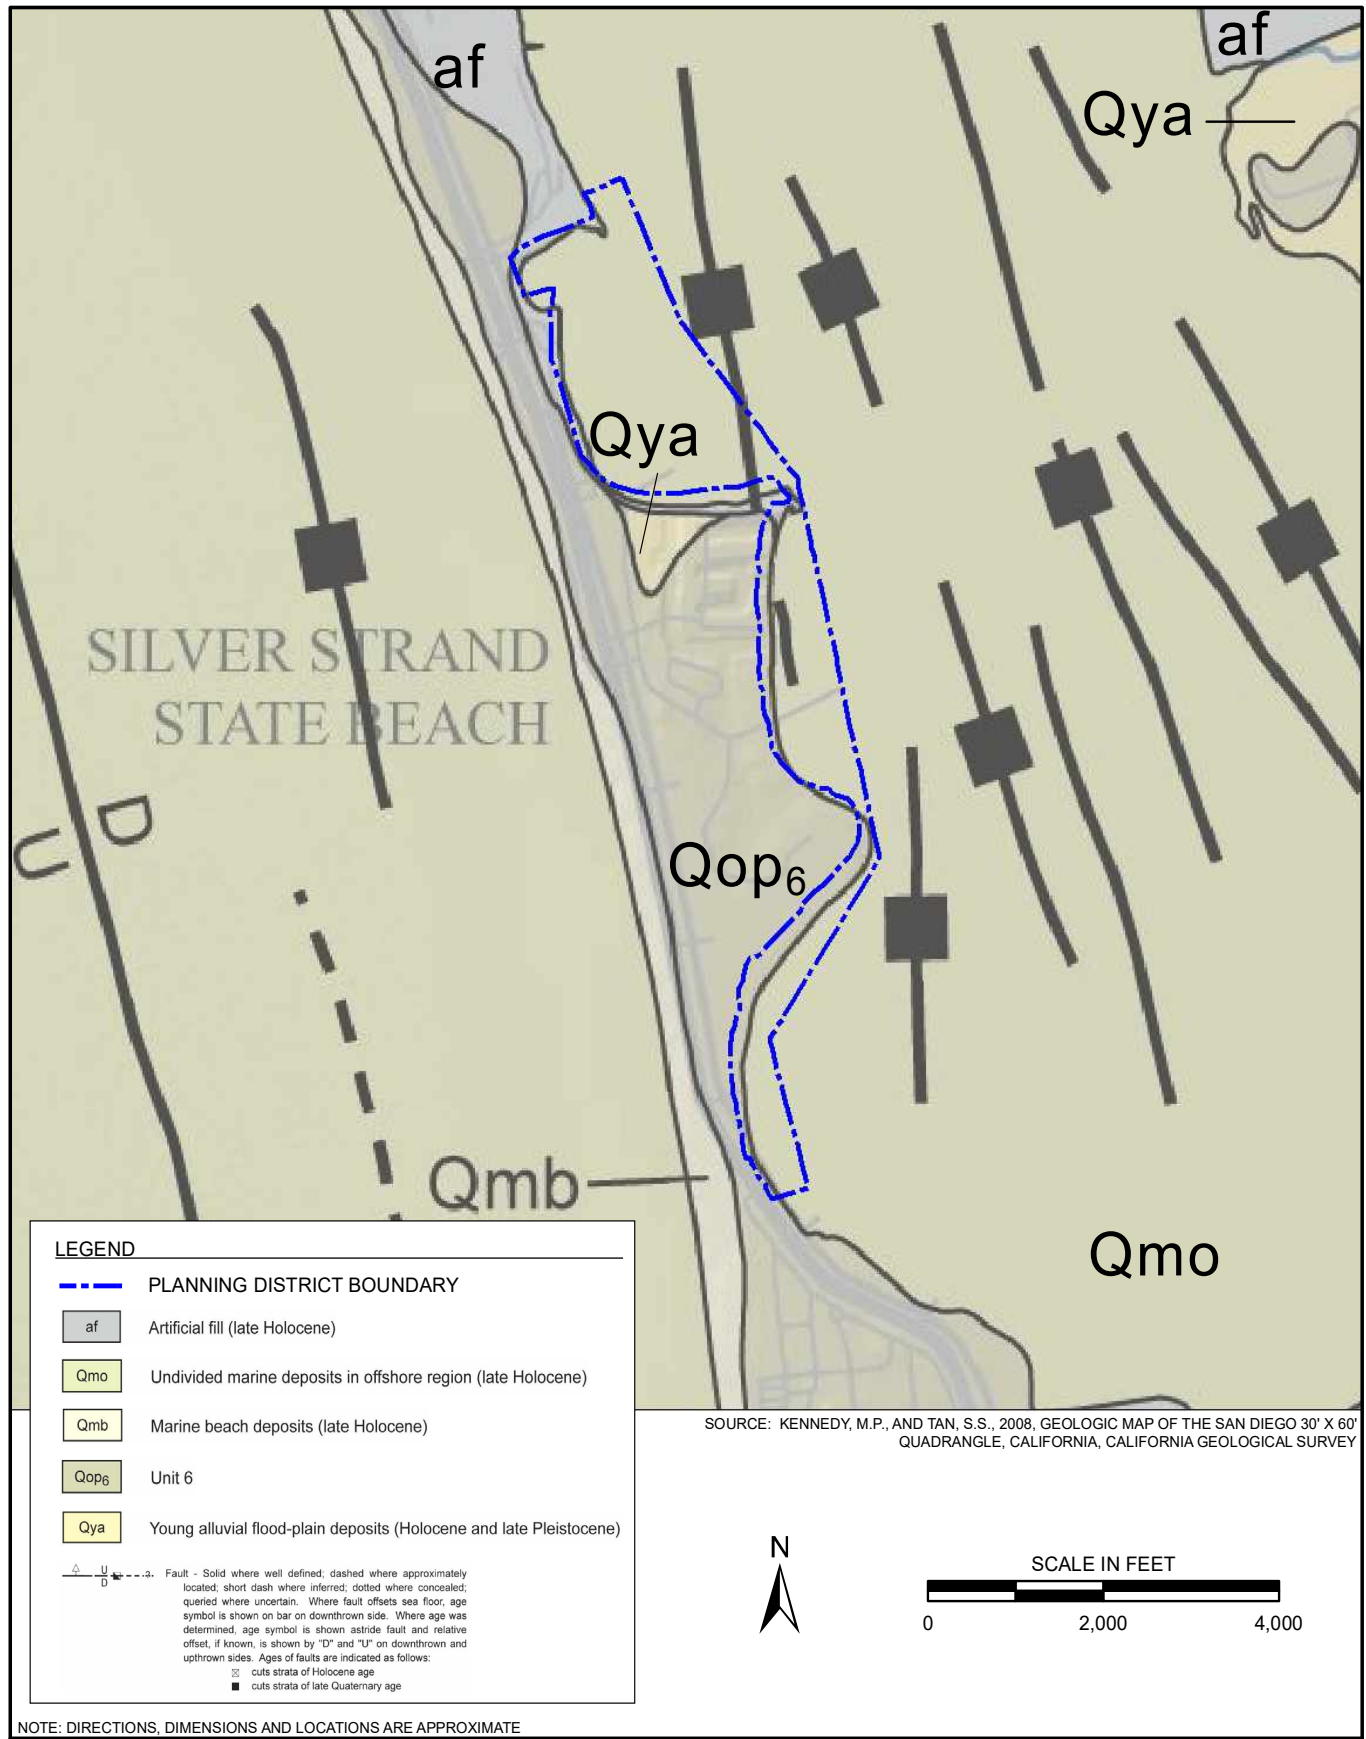 af
af
Qya
Qya
SILVER STRAND
STATE BEACH
D
U
Qop6
Qmb
Qmo
LEGEND
PLANNING DISTRICT BOUNDARY
af Artificial fill (late Holocene)
Qmo Undivided marine deposits in offshore region (late Holocene)
Qmb Marine beach deposits (late Holocene)
Qop6 Unit 6
Qya Young alluvial flood-plain deposits (Holocene and late Pleistocene)
U
D
?
Fault - Solid where well defined; dashed where approximately
located; short dash where inferred; dotted where concealed;
queried where uncertain. Where fault offsets sea floor, age
symbol is shown on bar on downthrown side. Where age was
determined, age symbol is shown astride fault and relative
offset, if known, is shown by "D" and "U" on downthrown and
upthrown sides. Ages of faults are indicated as follows:
cuts strata of Holocene age
cuts strata of late Quaternary age
SOURCE: KENNEDY, M.P., AND TAN, S.S., 2008, GEOLOGIC MAP OF THE SAN DIEGO 30' X 60'
QUADRANGLE, CALIFORNIA, CALIFORNIA GEOLOGICAL SURVEY
N
SCALE IN FEET
0 2,000 4,000
NOTE: DIRECTIONS, DIMENSIONS AND LOCATIONS ARE APPROXIMATE